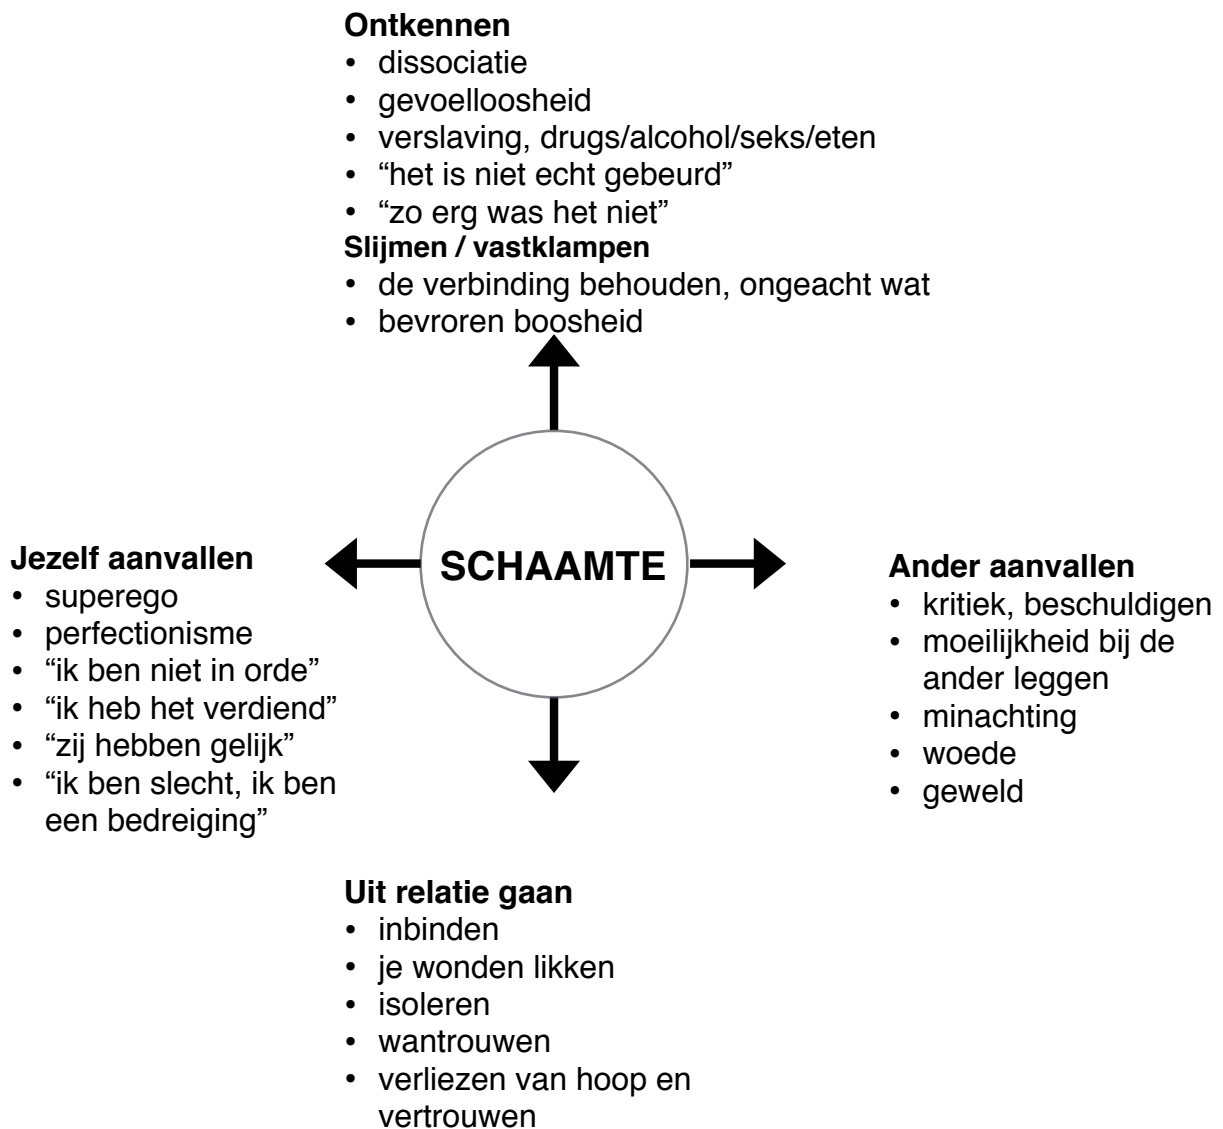 Ontkennen
• dissociatie
• gevoelloosheid
• verslaving, drugs/alcohol/seks/eten
• “het is niet echt gebeurd”
• “zo erg was het niet”
Slijmen / vastklampen
• de verbinding behouden, ongeacht wat
• bevroren boosheid
Jezelf aanvallen
• superego
• perfectionisme
• “ik ben niet in orde”
• “ik heb het verdiend”
• “zij hebben gelijk”
• “ik ben slecht, ik ben
een bedreiging”
SCHAAMTE
Ander aanvallen
• kritiek, beschuldigen
• moeilijkheid bij de
ander leggen
• minachting
• woede
• geweld
Uit relatie gaan
• inbinden
• je wonden likken
• isoleren
• wantrouwen
• verliezen van hoop en
vertrouwen